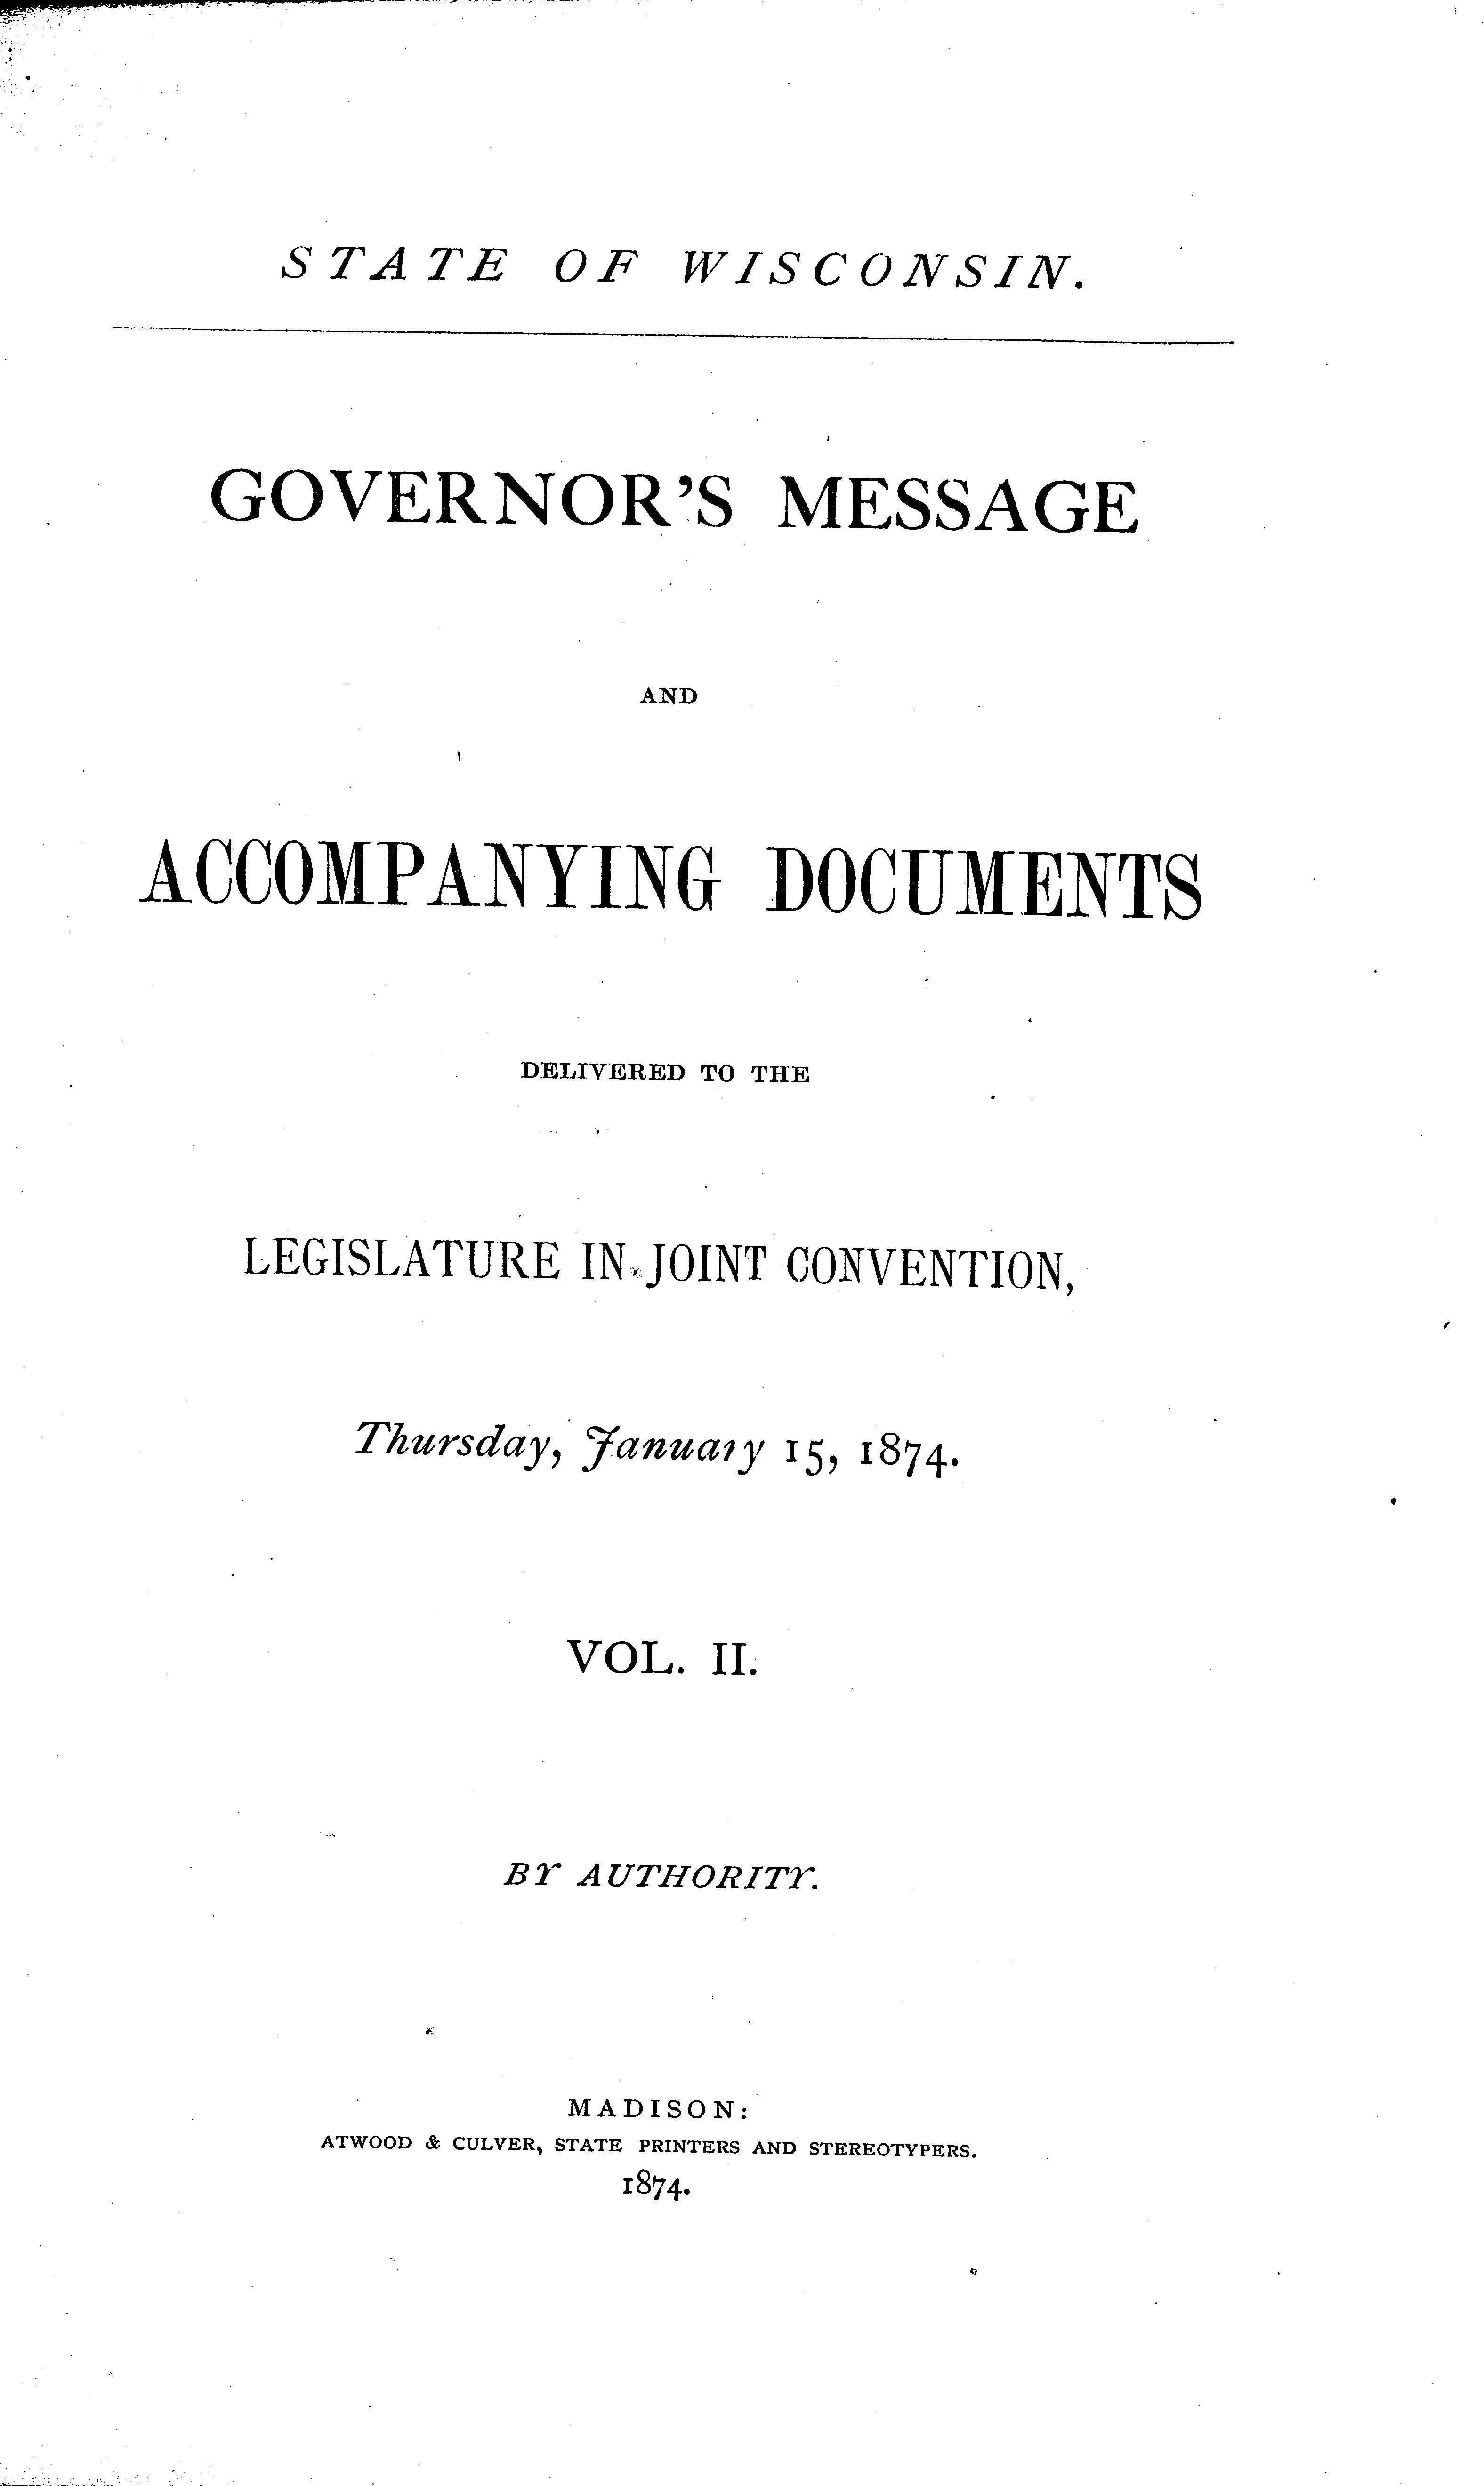 STATE OF WISCONSIN.
GOVERNOR'S MESSAGE
AND
ACCOMPANYING DOCUMENTS
DELIVERED TO THE
LEGISLATURE IN JOINT CONVENTION,
Thursday, January 15, 1874.
VOL. II.
BY AUTHORITY.
MADISON:
ATWOOD & CULVER, STATE PRINTERS AND STEREOTYPERS.
1874.